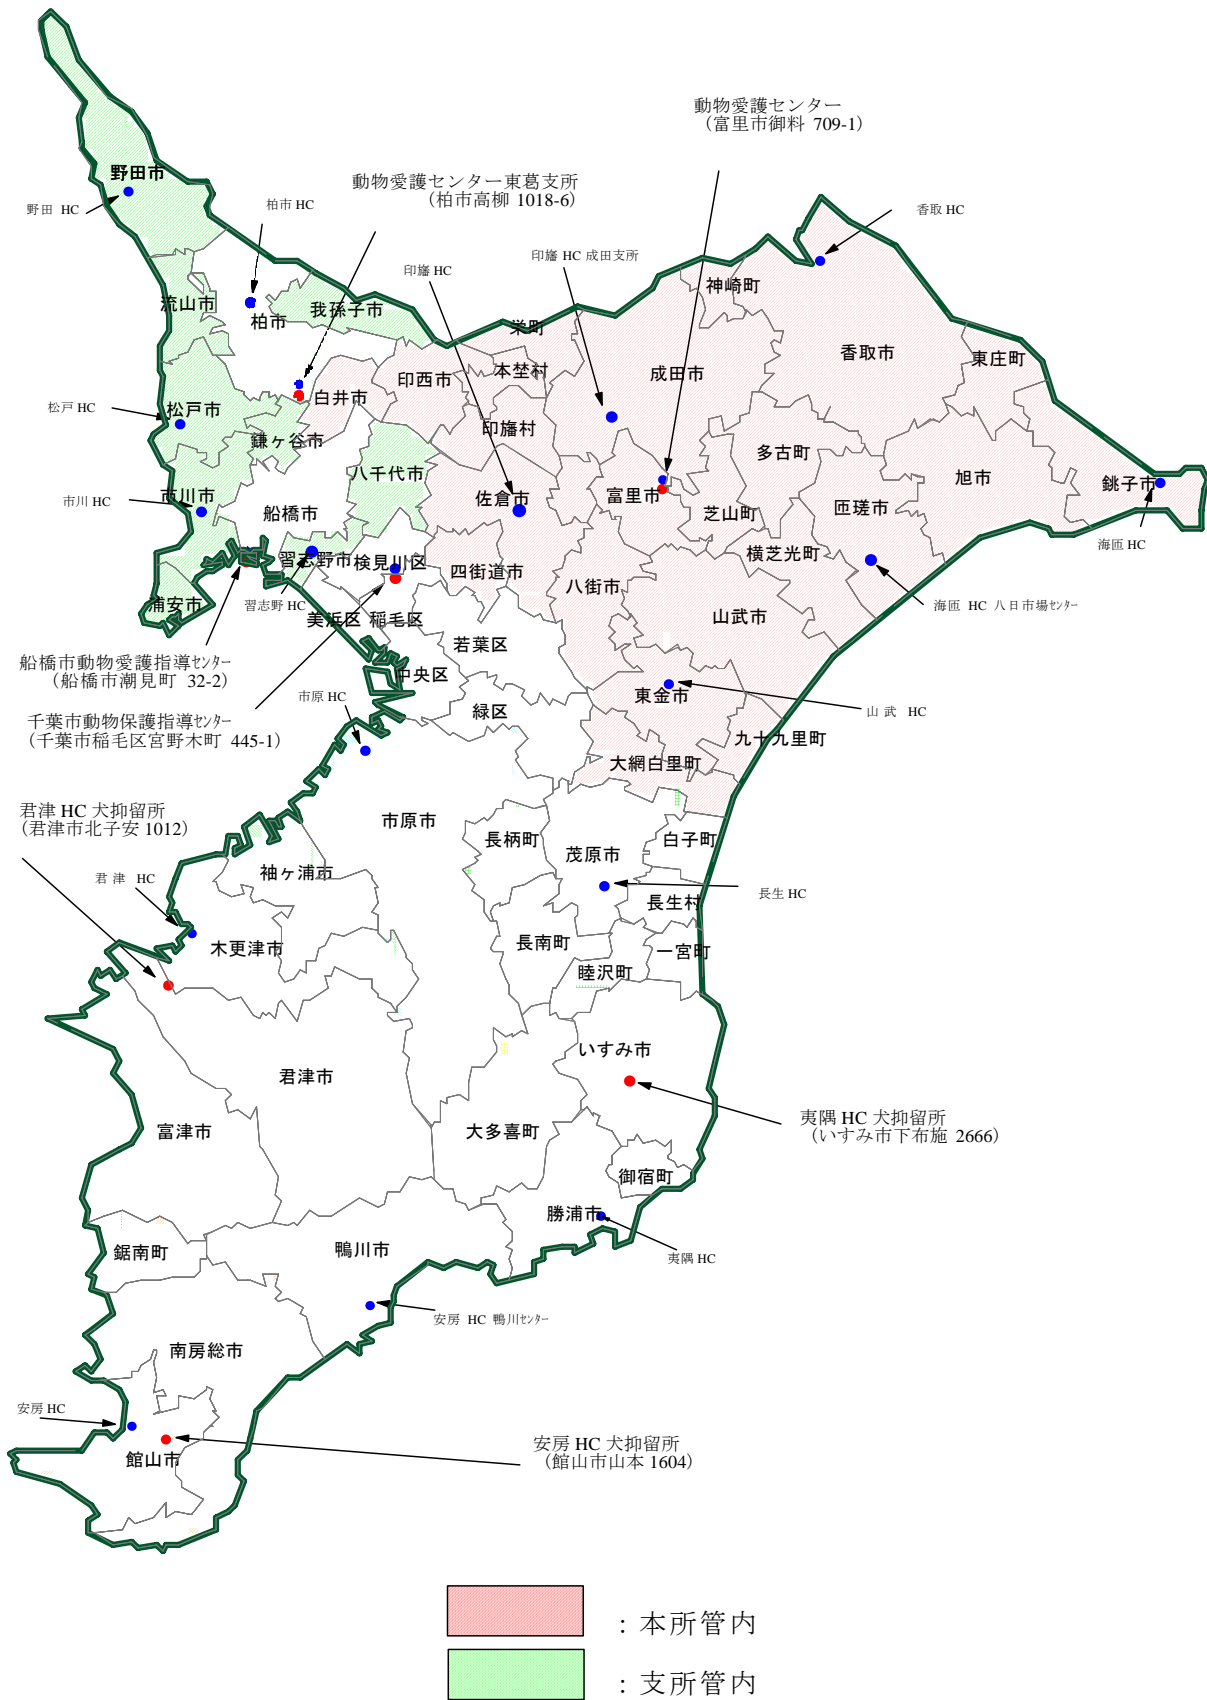 動物愛護センター
（富里市御料 709-1）
野田市
動物愛護センター東葛支所
（柏市高柳 1018-6）
野田 HC
柏市 HC
香取 HC
印旛 HC 成田支所
印旛 HC
神崎町
流山市
我孫子市
柏市
栄町
香取市
東庄町
本埜村
成田市
印西市
白井市
松戸 HC
松戸市
印旛村
鎌ヶ谷市
多古町
八千代市
旭市
銚子市
市川 HC
市川市
佐倉市
富里市
匝瑳市
船橋市
芝山町
海匝 HC
習志野市
検見川区
横芝光町
四街道市
八街市
浦安市
習志野 HC
海匝 HC 八日市場センター
美浜区
稲毛区
山武市
若葉区
船橋市動物愛護指導センター
（船橋市潮見町 32-2）
中央区
市原 HC
東金市
緑区
山武 HC
千葉市動物保護指導センター
（千葉市稲毛区宮野木町 445-1）
九十九里町
大網白里町
君津 HC 犬抑留所
（君津市北子安 1012）
市原市
長柄町
白子町
茂原市
袖ヶ浦市
君津 HC
長生 HC
長生村
木更津市
長南町
一宮町
睦沢町
いすみ市
君津市
夷隅 HC 犬抑留所
（いすみ市下布施 2666）
富津市
大多喜町
御宿町
勝浦市
鋸南町
鴨川市
夷隅 HC
安房 HC 鴨川センター
南房総市
安房 HC
安房 HC 犬抑留所
（館山市山本 1604）
館山市
：本所管内
：支所管内